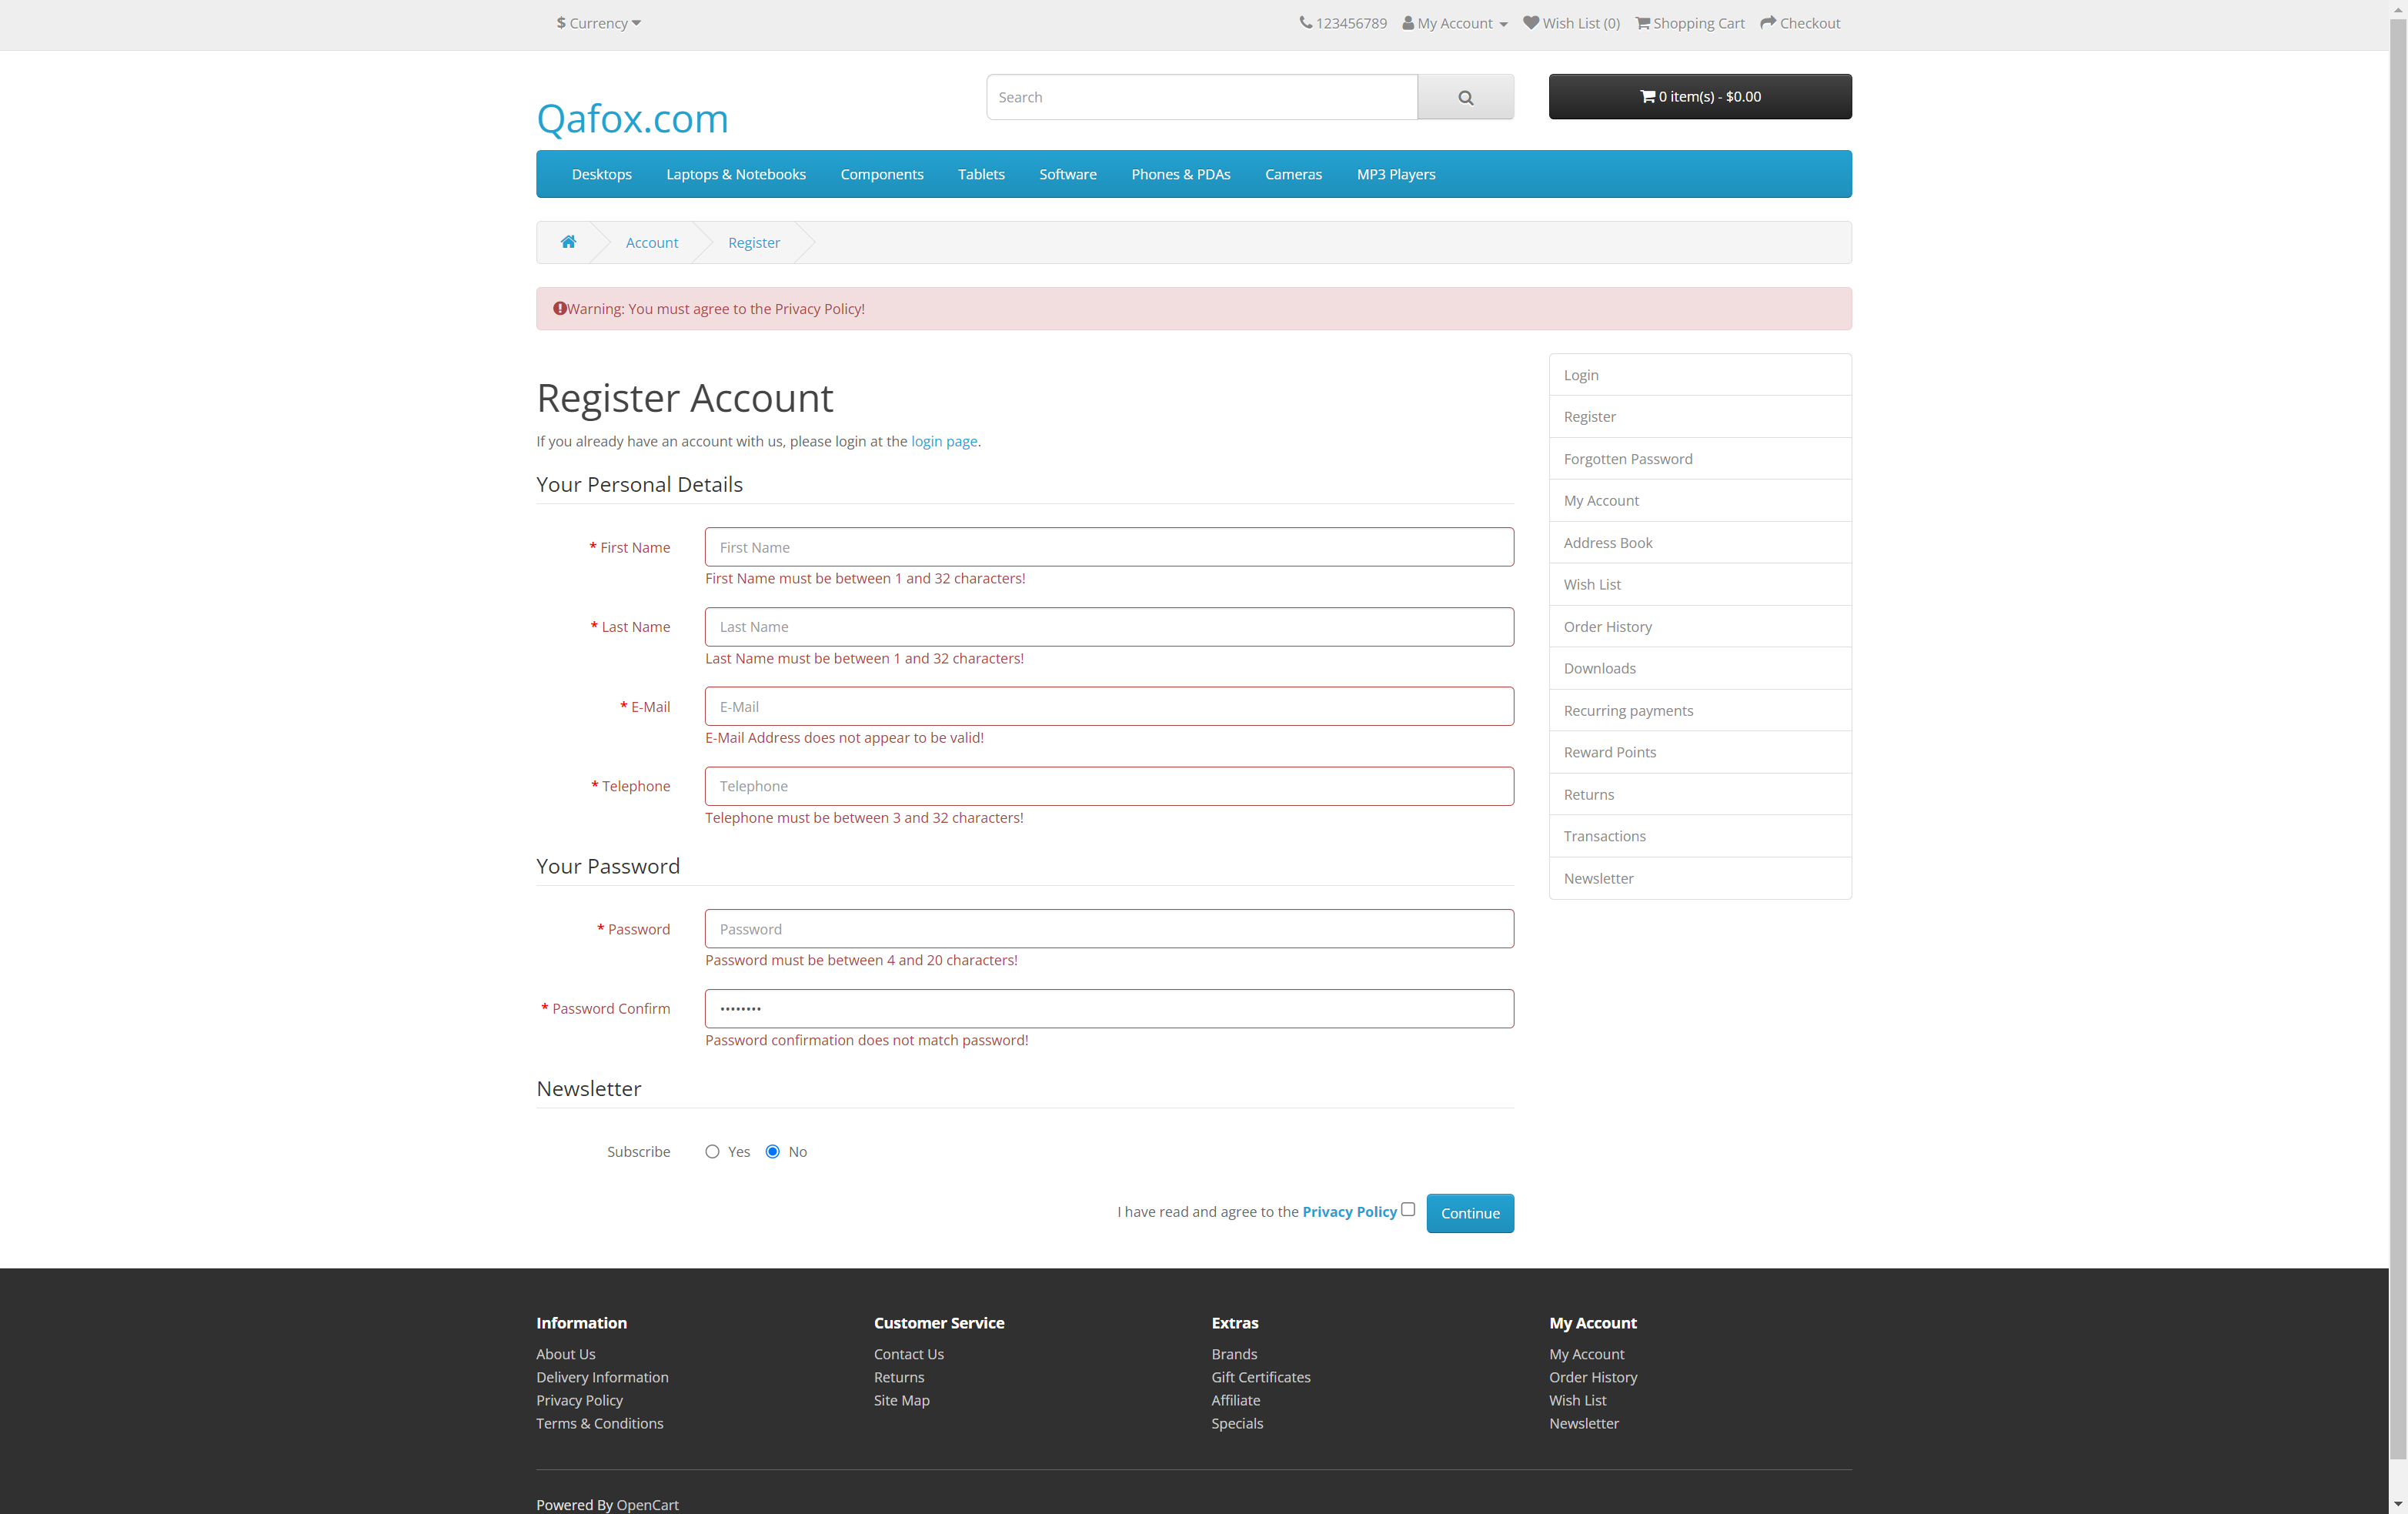 $ Currency
123456789 My Account Wish List (0) Shopping Cart Checkout
Qafox.com
Search
0 item(s) - $0.00
Desktops Laptops & Notebooks Components Tablets Software Phones & PDAs Cameras MP3 Players
Account Register
Warning: You must agree to the Privacy Policy!
Register Account
If you already have an account with us, please login at the login page.
Your Personal Details
* First Name
First Name
First Name must be between 1 and 32 characters!
* Last Name
Last Name
Last Name must be between 1 and 32 characters!
* E-Mail
E-Mail
E-Mail Address does not appear to be valid!
* Telephone
Telephone
Telephone must be between 3 and 32 characters!
Your Password
* Password
Password
Password must be between 4 and 20 characters!
* Password Confirm
••••••••
Password confirmation does not match password!
Newsletter
Subscribe Yes No
I have read and agree to the Privacy Policy
Continue
Login
Register
Forgotten Password
My Account
Address Book
Wish List
Order History
Downloads
Recurring payments
Reward Points
Returns
Transactions
Newsletter
Information
About Us
Delivery Information
Privacy Policy
Terms & Conditions
Customer Service
Contact Us
Returns
Site Map
Extras
Brands
Gift Certificates
Affiliate
Specials
My Account
My Account
Order History
Wish List
Newsletter
Powered By OpenCart